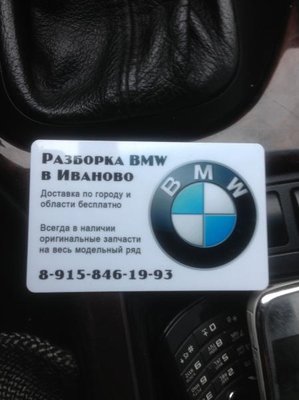 Разборка BMW
в Иваново
Доставка по городу и
области бесплатно
Всегда в наличии
оригинальные запчасти
на весь модельный ряд
8-915-846-19-93
BMW